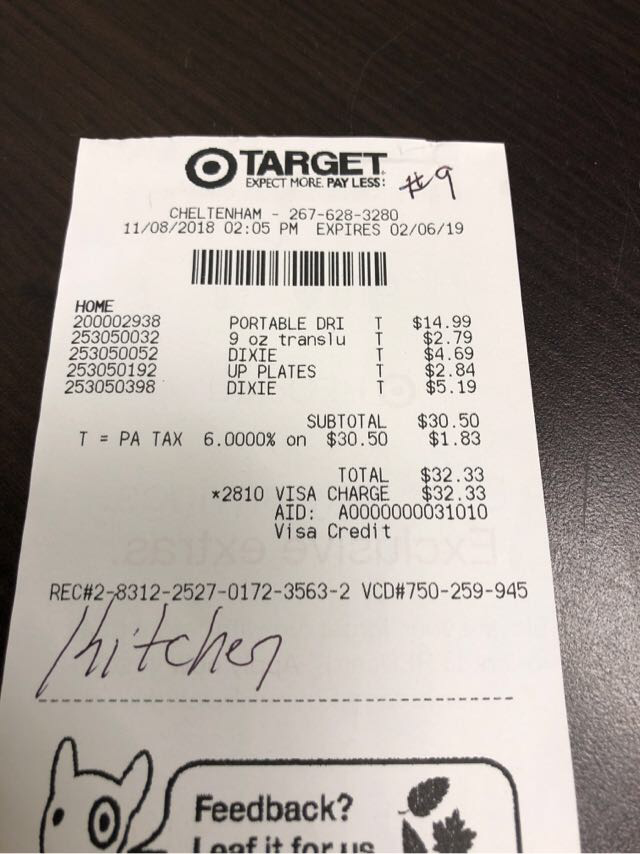 TARGET
#9
EXPECT MORE. PAY LESS.
CHELTENHAM - 267-628-3280
11/08/2018 02:05 PM EXPIRES 02/06/19
HOME
200002938 PORTABLE DRI T $14.99
253050032 9 oz translu T $2.79
253050052 DIXIE T $4.69
253050192 UP PLATES T $2.84
253050398 DIXIE T $5.19
SUBTOTAL $30.50
T = PA TAX 6.0000% on $30.50 $1.83
TOTAL $32.33
*2810 VISA CHARGE $32.33
AID: A0000000031010
Visa Credit
REC#2-8312-2527-0172-3563-2 VCD#750-259-945
Kitchen
Feedback?
Leaf it for us